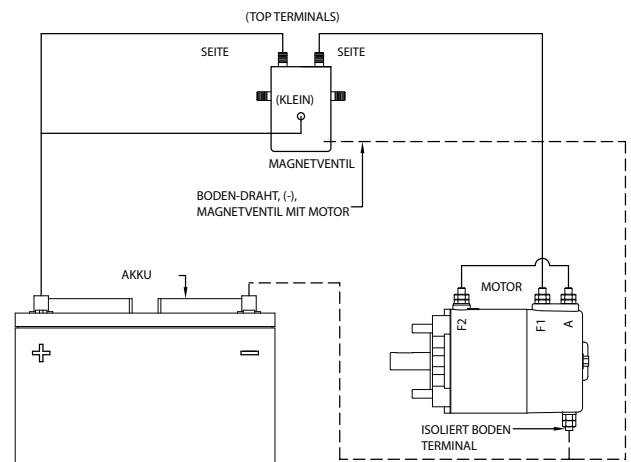 (TOP TERMINALS)
SEITE
SEITE
(KLEIN)
MAGNETVENTIL
BODEN-DRAHT, (-),
MAGNETVENTIL MIT MOTOR
AKKU
MOTOR
F2
F1
A
+
-
ISOLIERT BODEN
TERMINAL